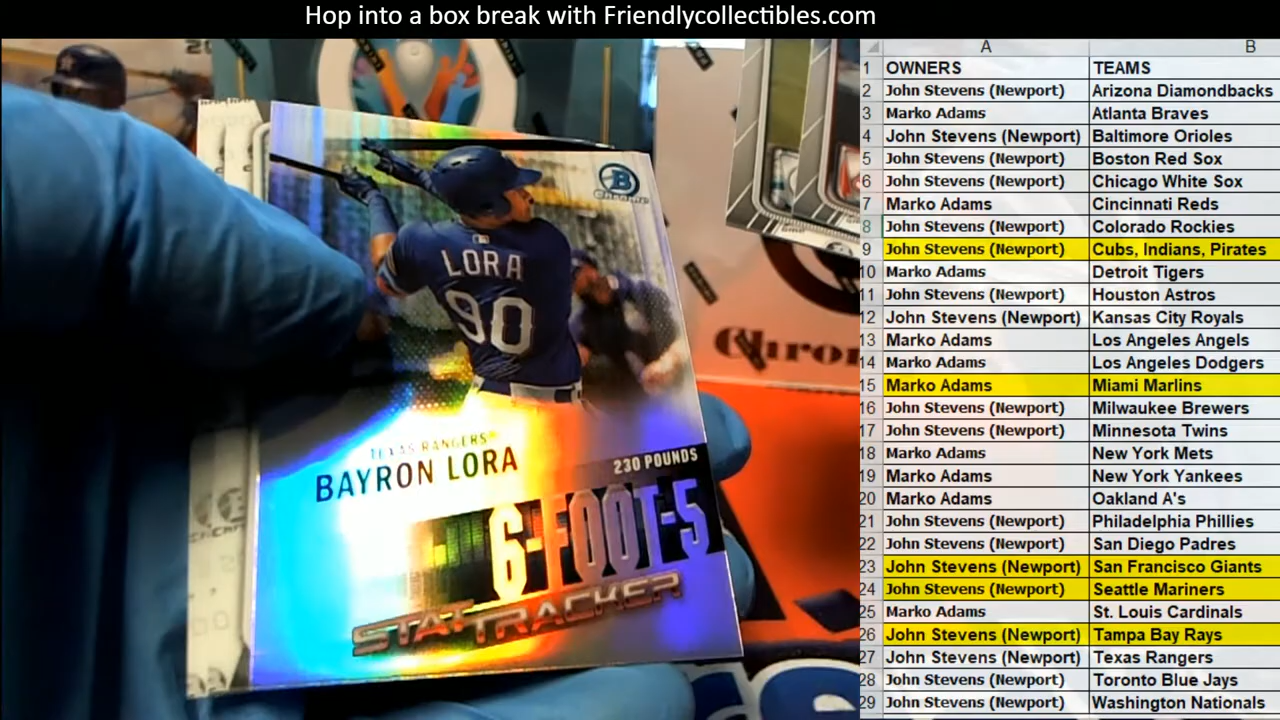 Hop into a box break with Friendlycollectibles.com
A B
1 OWNERS TEAMS
2 John Stevens (Newport) Arizona Diamondbacks
3 Marko Adams Atlanta Braves
4 John Stevens (Newport) Baltimore Orioles
5 John Stevens (Newport) Boston Red Sox
6 John Stevens (Newport) Chicago White Sox
7 Marko Adams Cincinnati Reds
8 John Stevens (Newport) Colorado Rockies
9 John Stevens (Newport) Cubs, Indians, Pirates
10 Marko Adams Detroit Tigers
11 John Stevens (Newport) Houston Astros
12 John Stevens (Newport) Kansas City Royals
13 Marko Adams Los Angeles Angels
14 Marko Adams Los Angeles Dodgers
15 Marko Adams Miami Marlins
16 John Stevens (Newport) Milwaukee Brewers
17 John Stevens (Newport) Minnesota Twins
18 Marko Adams New York Mets
19 Marko Adams New York Yankees
20 Marko Adams Oakland A's
21 John Stevens (Newport) Philadelphia Phillies
22 John Stevens (Newport) San Diego Padres
23 John Stevens (Newport) San Francisco Giants
24 John Stevens (Newport) Seattle Mariners
25 Marko Adams St. Louis Cardinals
26 John Stevens (Newport) Tampa Bay Rays
27 John Stevens (Newport) Texas Rangers
28 John Stevens (Newport) Toronto Blue Jays
29 John Stevens (Newport) Washington Nationals
B
CHROME
LORA
90
TEXAS RANGERS
BAYRON LORA
230 POUNDS
6-FOOT-5
STAT TRACKER